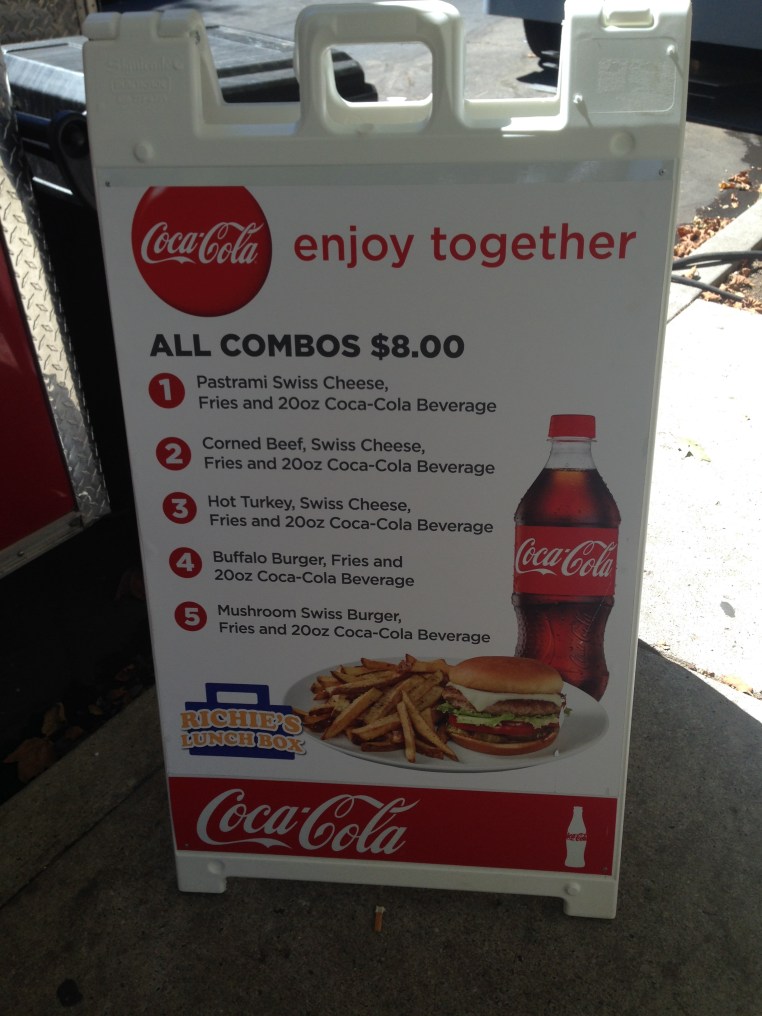 Coca-Cola
enjoy together
ALL COMBOS $8.00
1 Pastrami Swiss Cheese,
Fries and 20oz Coca-Cola Beverage
2 Corned Beef, Swiss Cheese,
Fries and 20oz Coca-Cola Beverage
3 Hot Turkey, Swiss Cheese,
Fries and 20oz Coca-Cola Beverage
4 Buffalo Burger, Fries and
20oz Coca-Cola Beverage
5 Mushroom Swiss Burger,
Fries and 20oz Coca-Cola Beverage
Coca-Cola
RICHIE'S
LUNCH BOX
Coca-Cola